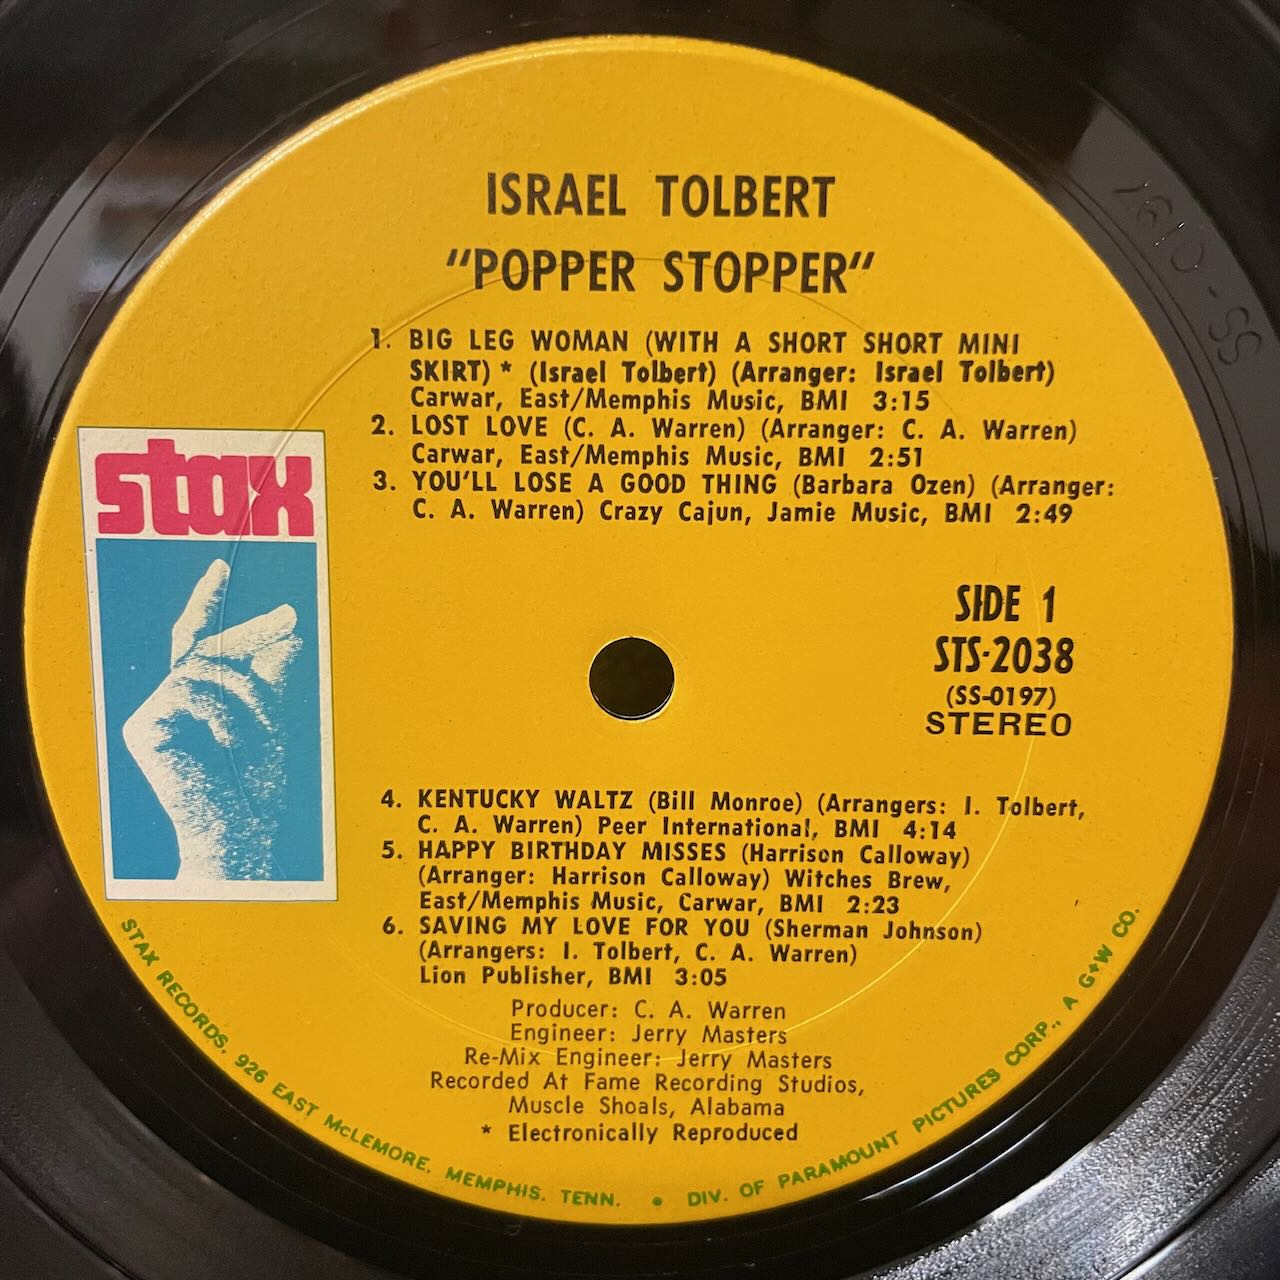 ISRAEL TOLBERT
"POPPER STOPPER"
1. BIG LEG WOMAN (WITH A SHORT SHORT MINI
SKIRT) * (Israel Tolbert) (Arranger: Israel Tolbert)
Carwar, East/Memphis Music, BMI 3:15
2. LOST LOVE (C. A. Warren) (Arranger: C. A. Warren)
Carwar, East/Memphis Music, BMI 2:51
3. YOU'LL LOSE A GOOD THING (Barbara Ozen) (Arranger:
C. A. Warren) Crazy Cajun, Jamie Music, BMI 2:49
stax
SIDE 1
STS-2038
(SS-0197)
STEREO
4. KENTUCKY WALTZ (Bill Monroe) (Arrangers: I. Tolbert,
C. A. Warren) Peer International, BMI 4:14
5. HAPPY BIRTHDAY MISSES (Harrison Calloway)
(Arranger: Harrison Calloway) Witches Brew,
East/Memphis Music, Carwar, BMI 2:23
6. SAVING MY LOVE FOR YOU (Sherman Johnson)
(Arrangers: I. Tolbert, C. A. Warren)
Lion Publisher, BMI 3:05
Producer: C. A. Warren
Engineer: Jerry Masters
Re-Mix Engineer: Jerry Masters
Recorded At Fame Recording Studios,
Muscle Shoals, Alabama
* Electronically Reproduced
STAX RECORDS, 926 EAST McLEMORE, MEMPHIS, TENN. • DIV. OF PARAMOUNT PICTURES CORP., A G+W CO.
SS-0197